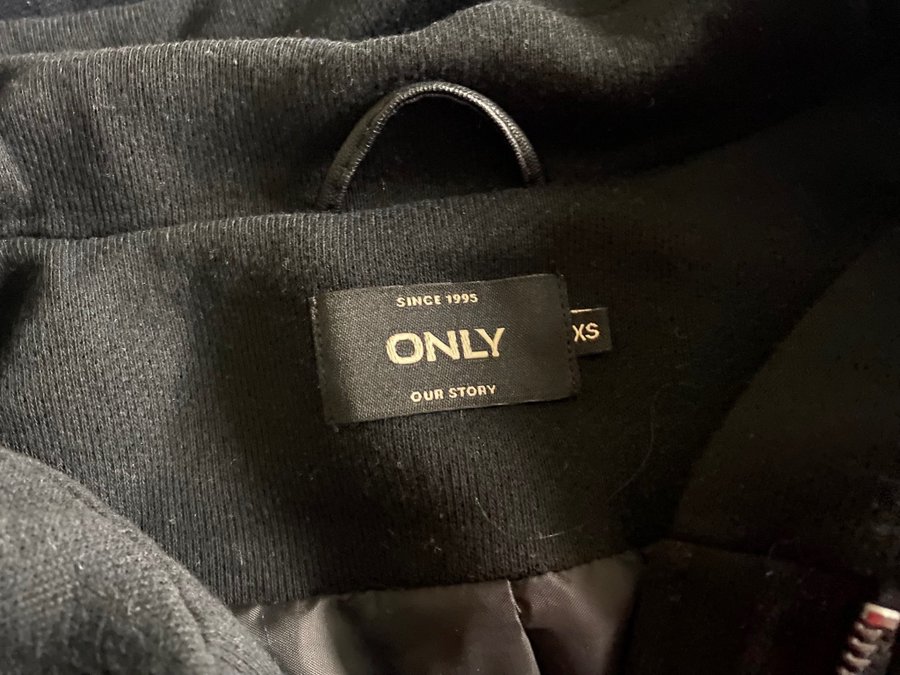 SINCE 1995
ONLY
XS
OUR STORY